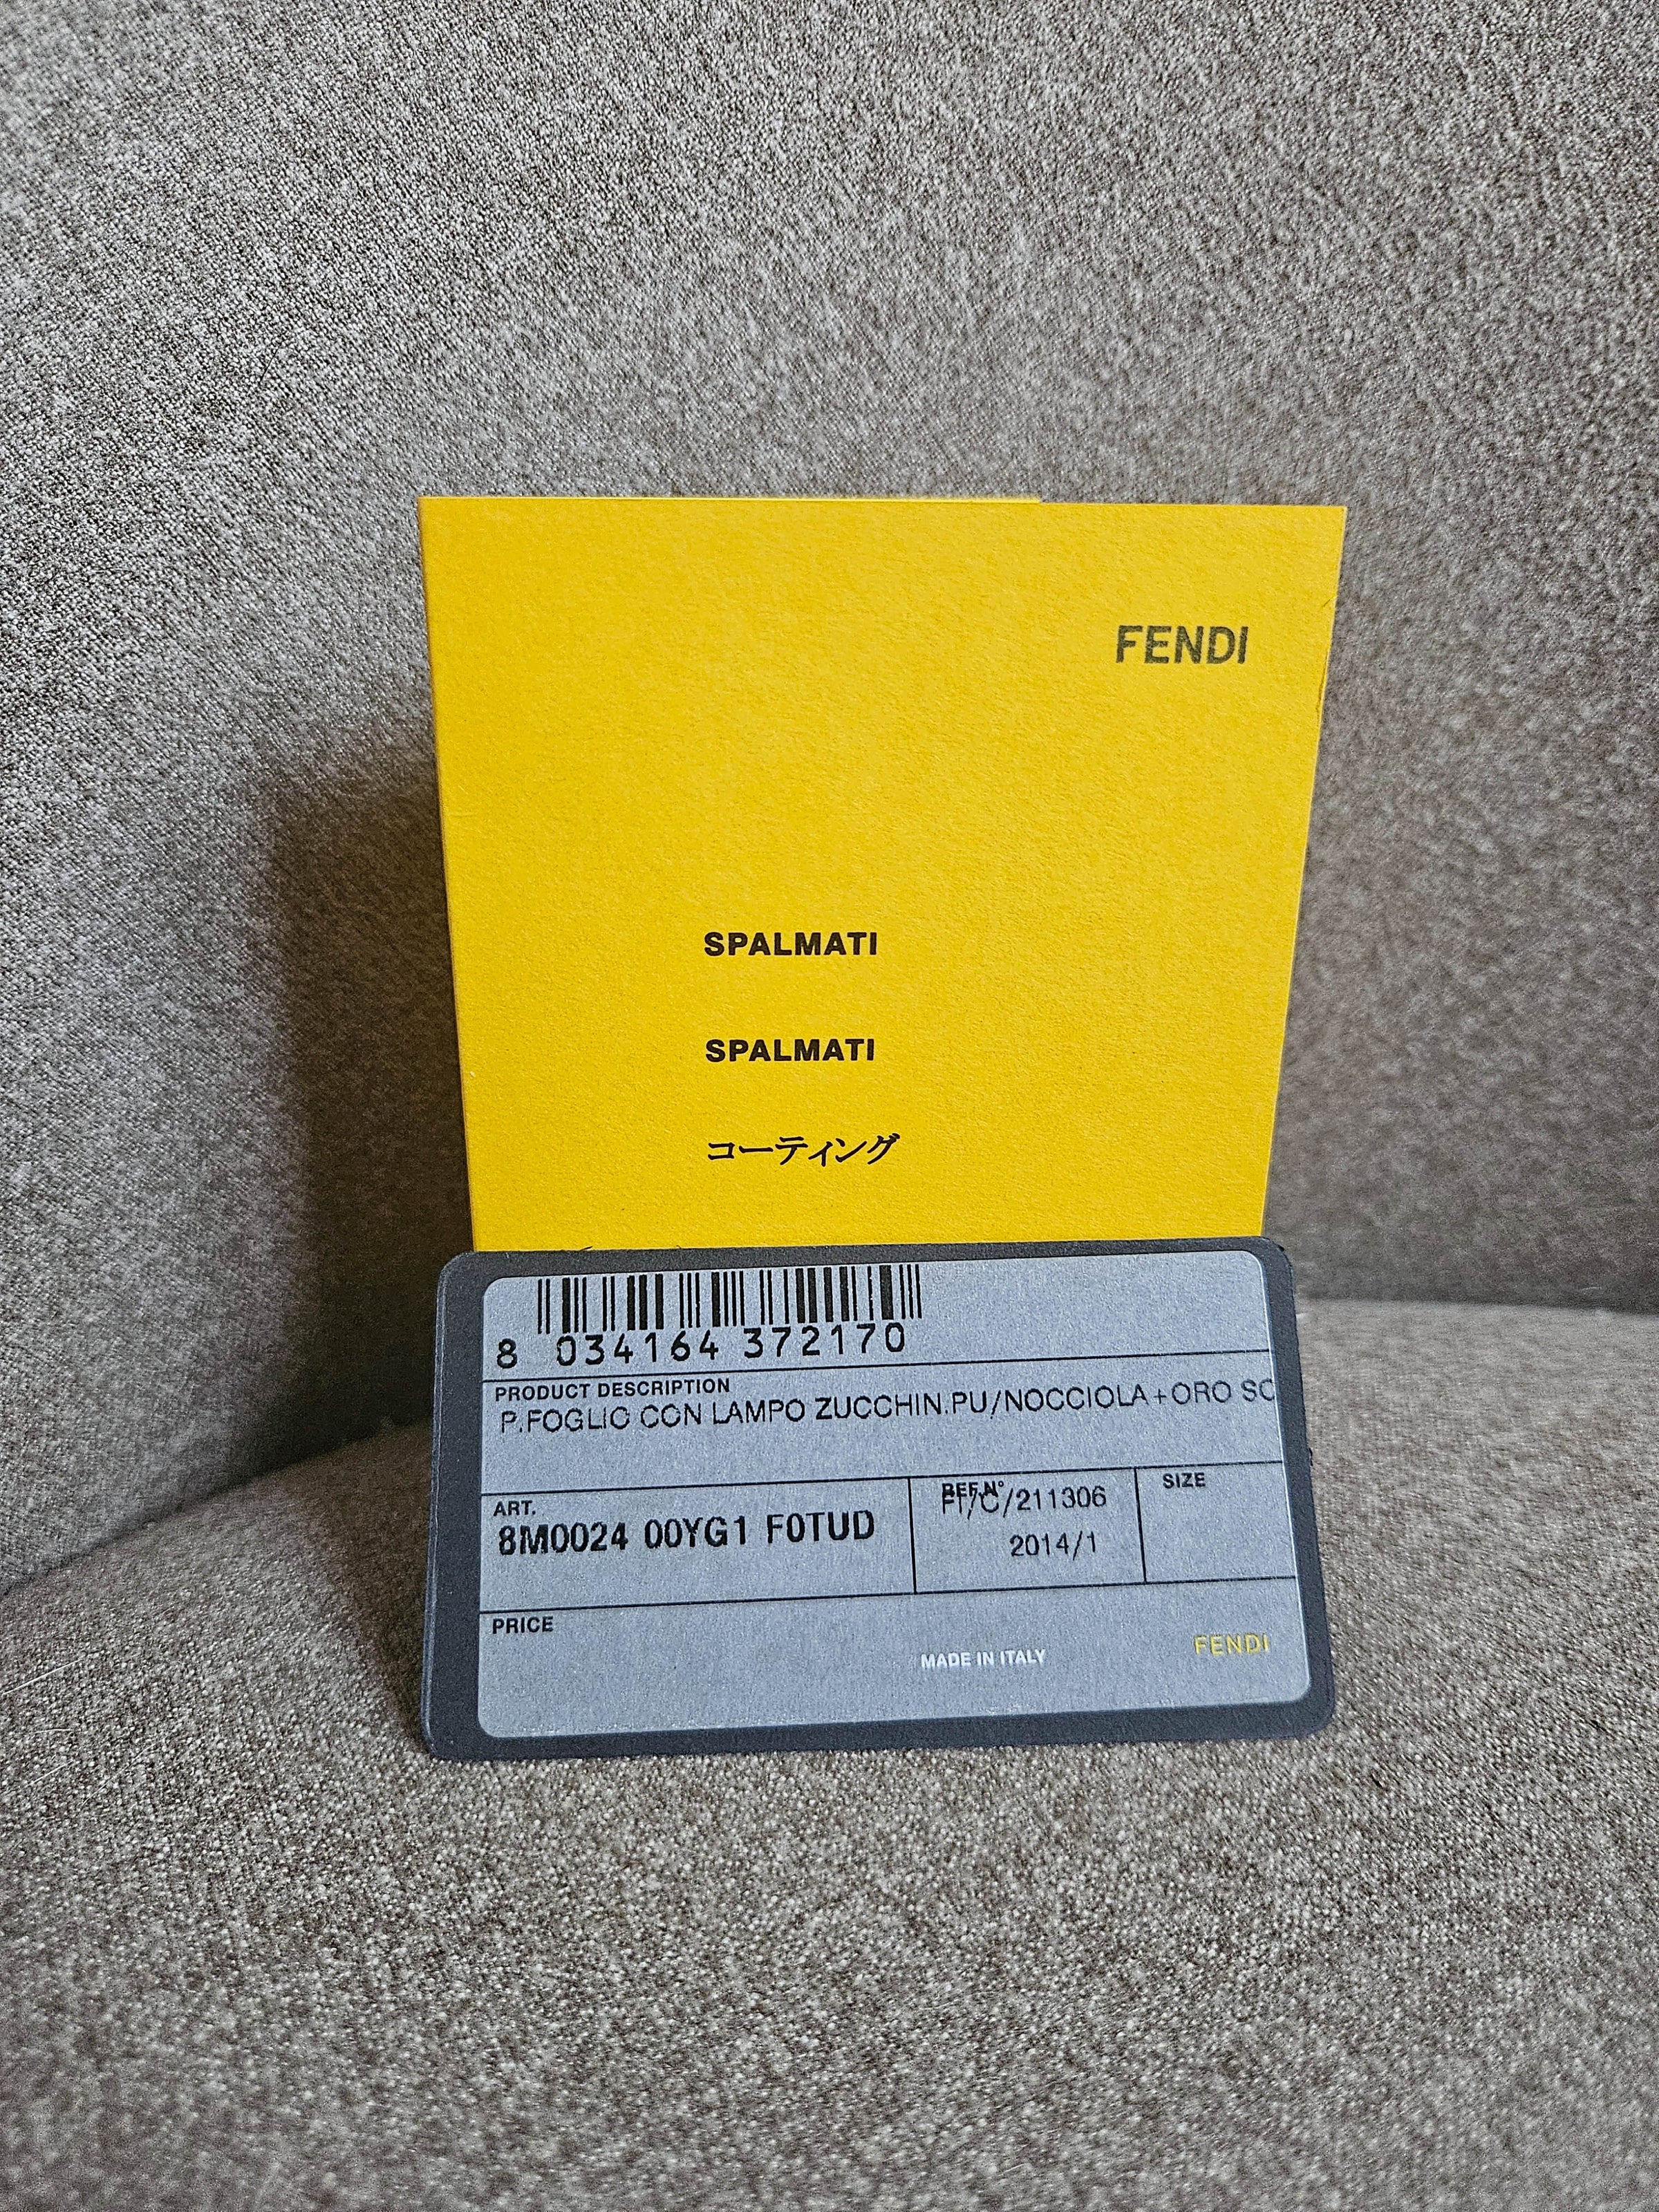 FENDI
SPALMATI
SPALMATI
コーティング
8 034164 372170
PRODUCT DESCRIPTION
P.FOGLIO CON LAMPO ZUCCHIN.PU/NOCCIOLA+ORO SO
ART.
8M0024 00YG1 F0TUD
REF.N°
FI/C/211306
2014/1
SIZE
PRICE
MADE IN ITALY
FENDI